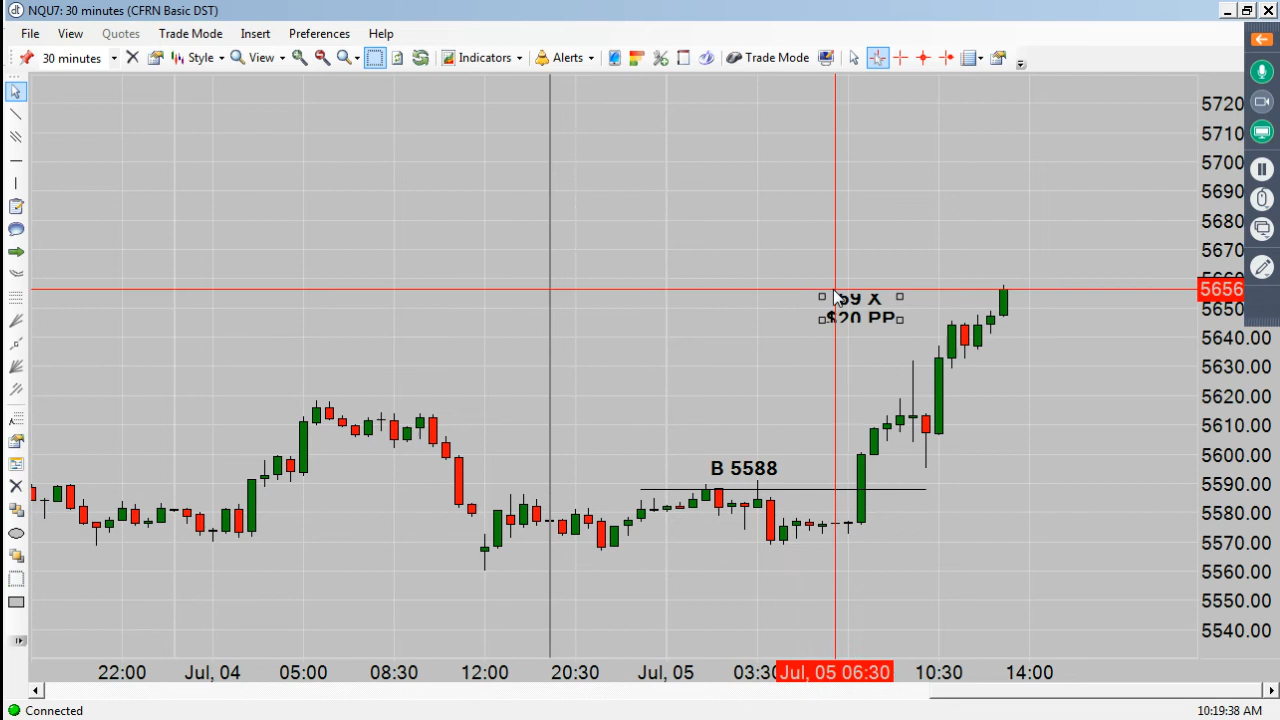 NQU7: 30 minutes (CFRN Basic DST)
File View Quotes Trade Mode Insert Preferences Help
30 minutes Style View Indicators Alerts Trade Mode
5720
5710
5700
5690
5680
5670
5656
5650
5640.00
5630.00
5620.00
5610.00
5600.00
5590.00
5580.00
5570.00
5560.00
5550.00
5540.00
59 X
$20 PP
B 5588
22:00 Jul, 04 05:00 08:30 12:00 20:30 Jul, 05 03:30 Jul, 05 06:30 10:30 14:00
Connected
10:19:38 AM